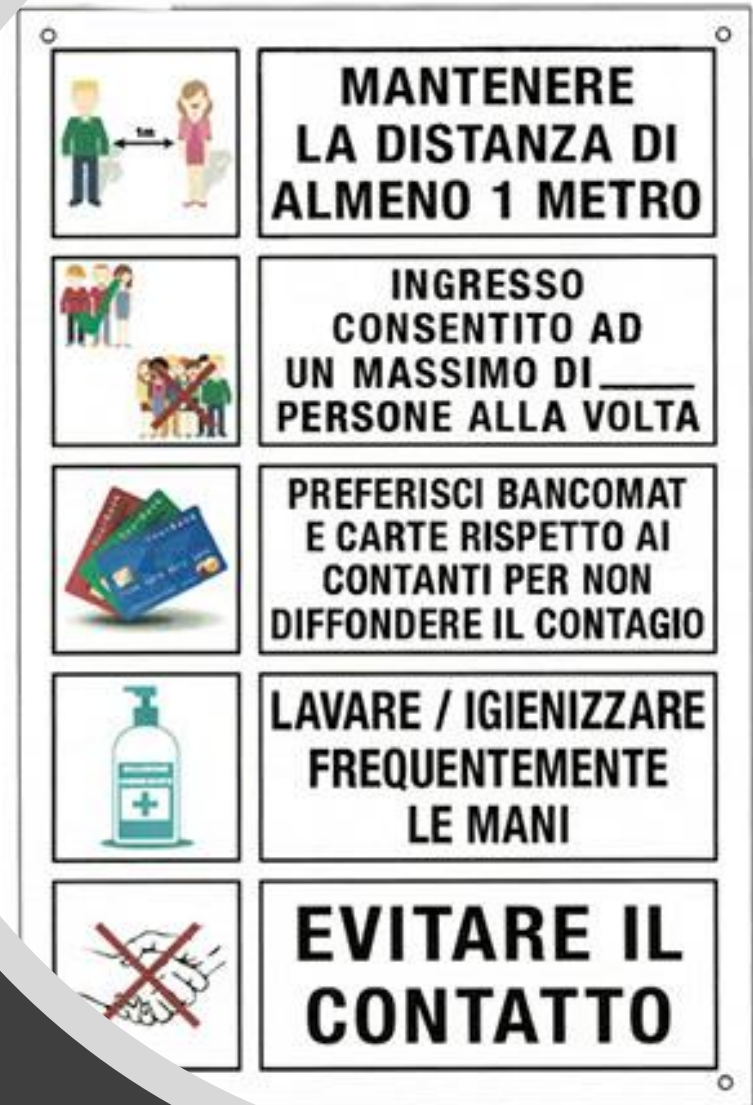 1m
MANTENERE
LA DISTANZA DI
ALMENO 1 METRO
INGRESSO
CONSENTITO AD
UN MASSIMO DI____
PERSONE ALLA VOLTA
PREFERISCI BANCOMAT
E CARTE RISPETTO AI
CONTANTI PER NON
DIFFONDERE IL CONTAGIO
LAVARE / IGIENIZZARE
FREQUENTEMENTE
LE MANI
EVITARE IL
CONTATTO